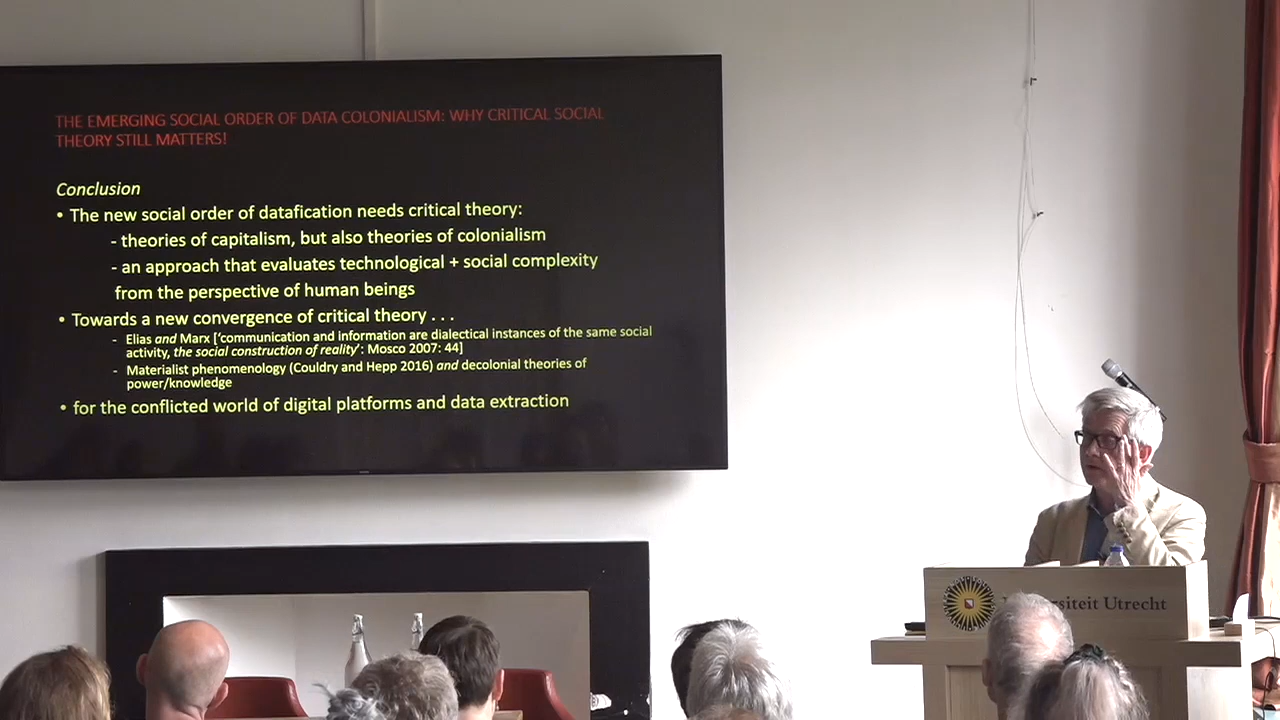 THE EMERGING SOCIAL ORDER OF DATA COLONIALISM: WHY CRITICAL SOCIAL
THEORY STILL MATTERS!
Conclusion
• The new social order of datafication needs critical theory:
- theories of capitalism, but also theories of colonialism
- an approach that evaluates technological + social complexity
from the perspective of human beings
• Towards a new convergence of critical theory . . .
- Elias and Marx ['communication and information are dialectical instances of the same social
activity, the social construction of reality': Mosco 2007: 44]
- Materialist phenomenology (Couldry and Hepp 2016) and decolonial theories of
power/knowledge
• for the conflicted world of digital platforms and data extraction
Utrecht